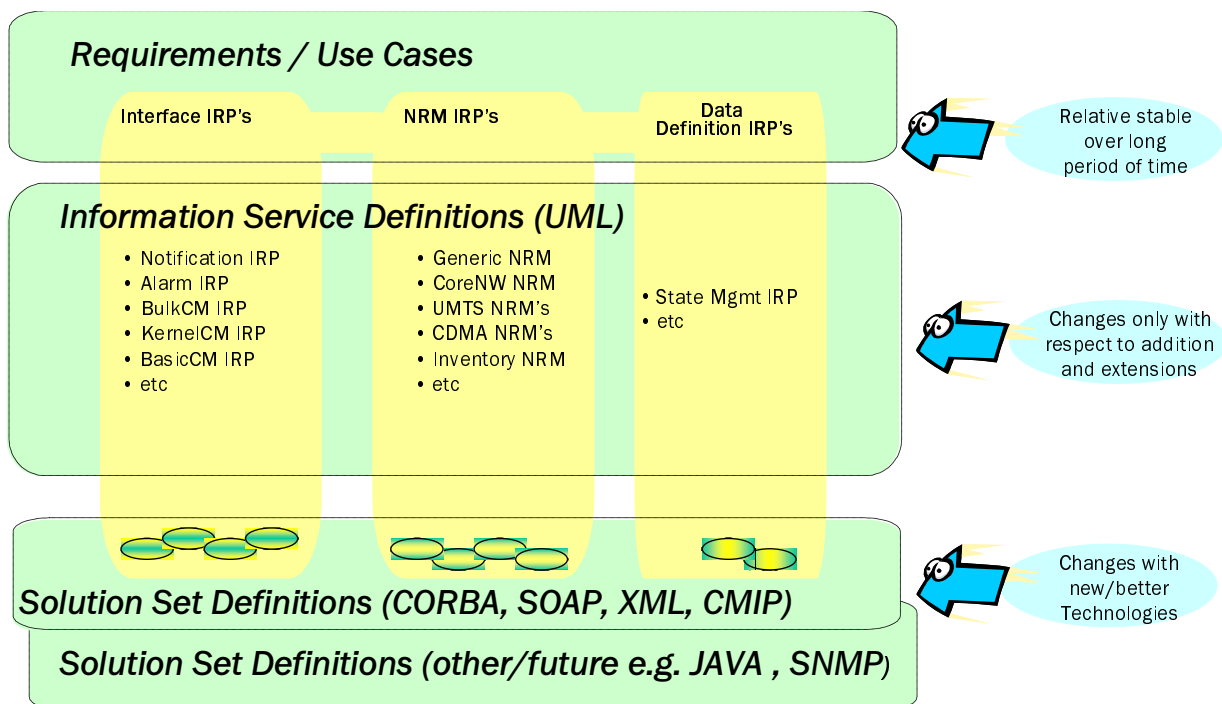 Requirements / Use Cases
Interface IRP's
NRM IRP's
Data
Definition IRP's
Relative stable
over long
period of time
Information Service Definitions (UML)
• Notification IRP
• Alarm IRP
• BulkCM IRP
• KernelCM IRP
• BasicCM IRP
• etc
• Generic NRM
• CoreNW NRM
• UMTS NRM's
• CDMA NRM's
• Inventory NRM
• etc
• State Mgmt IRP
• etc
Changes only with
respect to addition
and extensions
Solution Set Definitions (CORBA, SOAP, XML, CMIP)
Changes with
new/better
Technologies
Solution Set Definitions (other/future e.g. JAVA , SNMP)